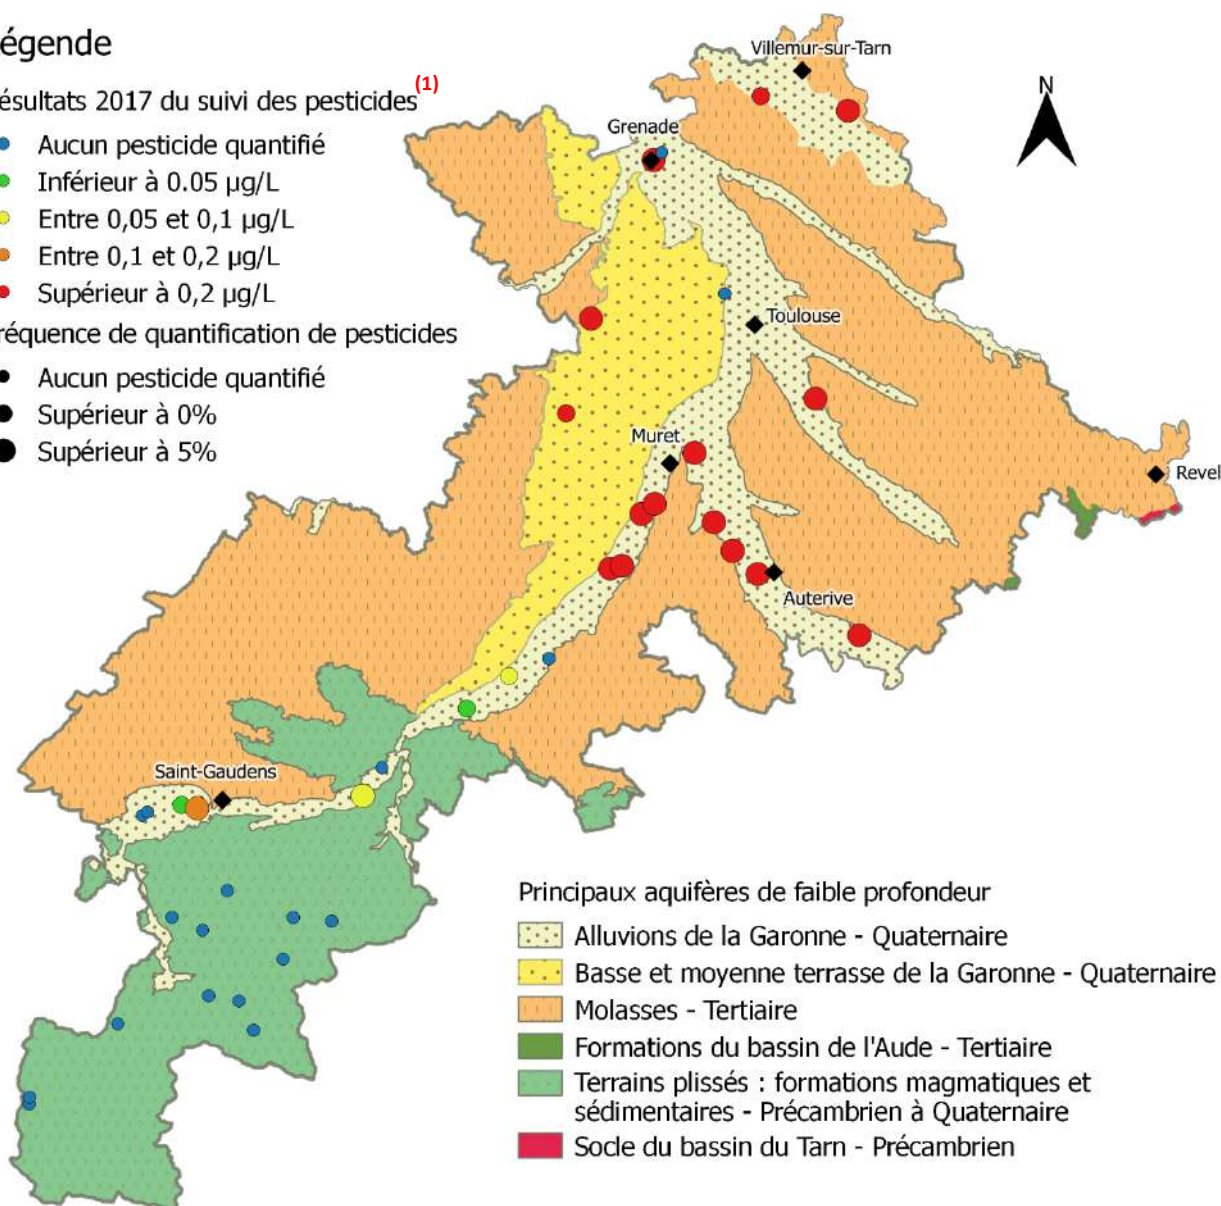 égende
ésultats 2017 du suivi des pesticides (1)
Aucun pesticide quantifié
Inférieur à 0.05 µg/L
Entre 0,05 et 0,1 µg/L
Entre 0,1 et 0,2 µg/L
Supérieur à 0,2 µg/L
réquence de quantification de pesticides
Aucun pesticide quantifié
Supérieur à 0%
Supérieur à 5%
Villemur-sur-Tarn
N
Grenade
Toulouse
Muret
Revel
Auterive
Saint-Gaudens
Principaux aquifères de faible profondeur
Alluvions de la Garonne - Quaternaire
Basse et moyenne terrasse de la Garonne - Quaternaire
Molasses - Tertiaire
Formations du bassin de l'Aude - Tertiaire
Terrains plissés : formations magmatiques et
sédimentaires - Précambrien à Quaternaire
Socle du bassin du Tarn - Précambrien